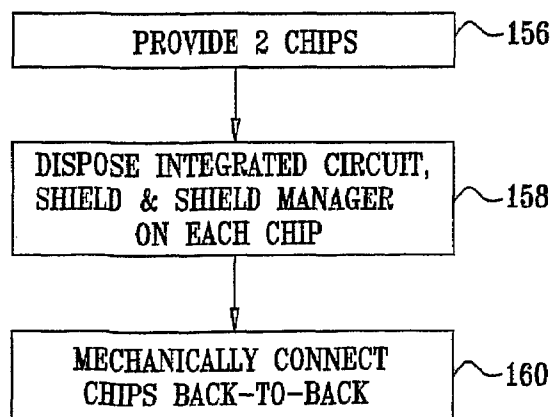 PROVIDE 2 CHIPS
156
DISPOSE INTEGRATED CIRCUIT,
SHIELD & SHIELD MANAGER
ON EACH CHIP
158
MECHANICALLY CONNECT
CHIPS BACK-TO-BACK
160